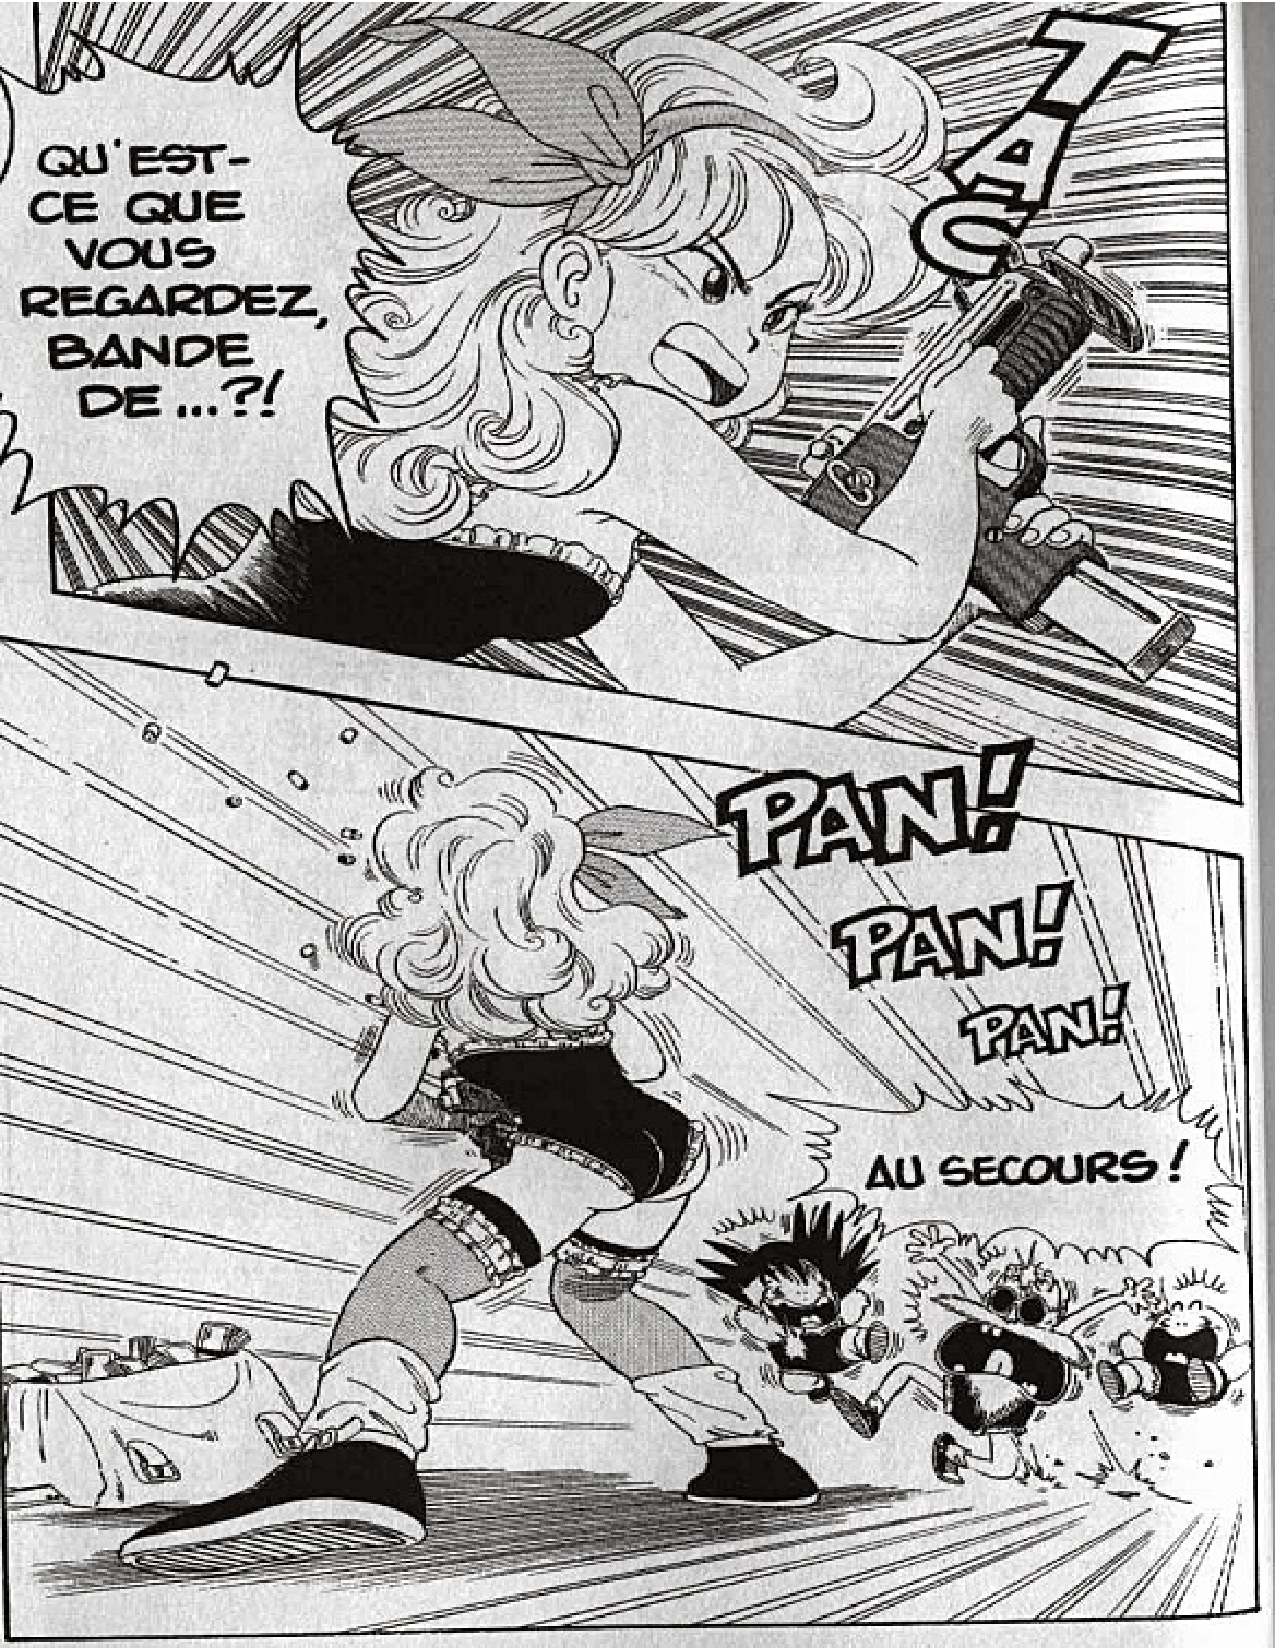 TAC
QU'EST-
CE QUE
VOUS
REGARDEZ,
BANDE
DE...?!
PAN!
PAN!
PAN!
AU SECOURS!